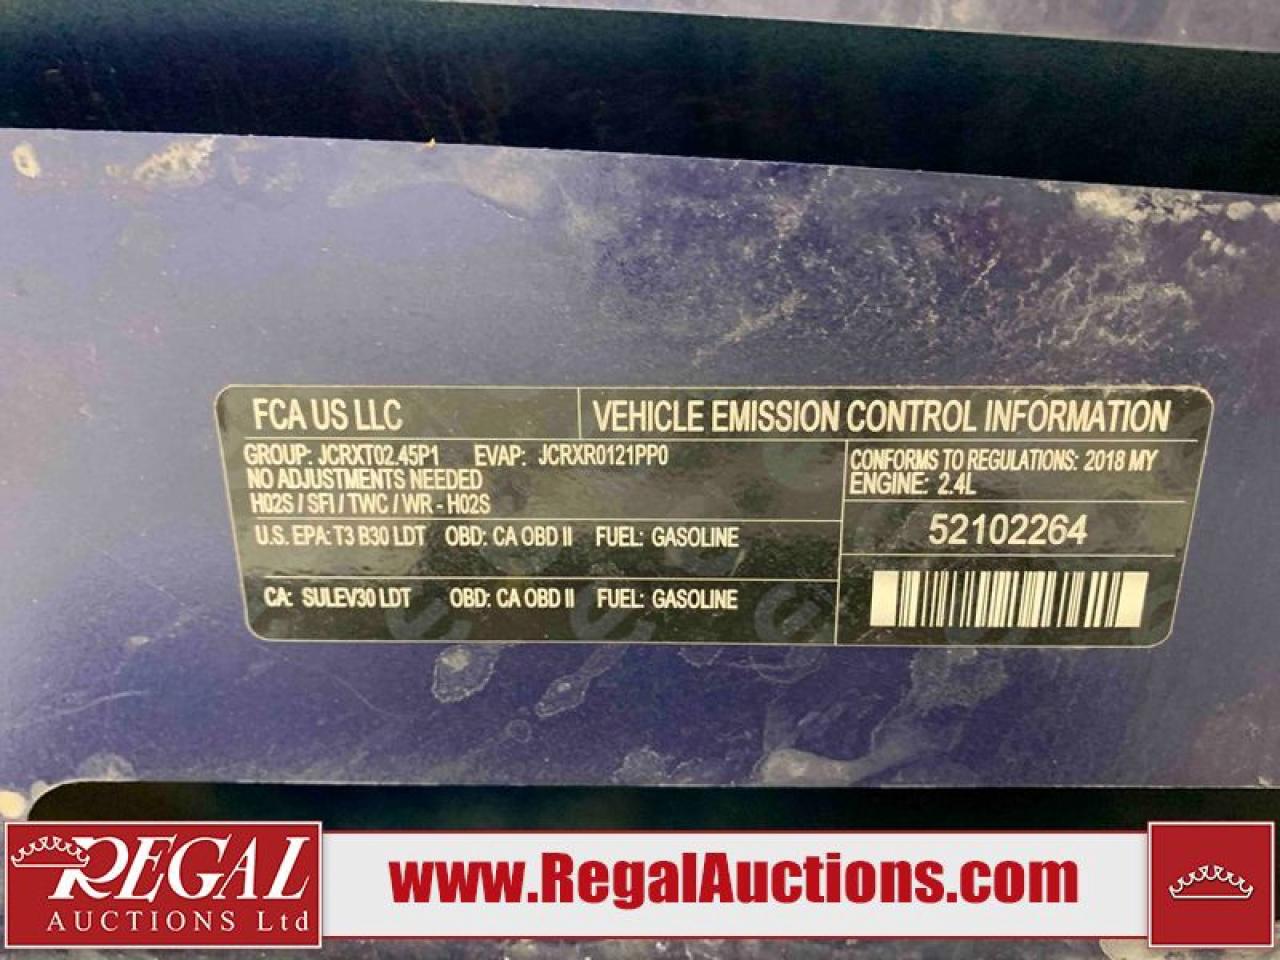 FCA US LLC
VEHICLE EMISSION CONTROL INFORMATION
GROUP: JCRXT02.45P1 EVAP: JCRXR0121PP0
NO ADJUSTMENTS NEEDED
H02S / SFI / TWC / WR - H02S
U.S. EPA: T3 B30 LDT OBD: CA OBD II FUEL: GASOLINE
CA: SULEV30 LDT OBD: CA OBD II FUEL: GASOLINE
CONFORMS TO REGULATIONS: 2018 MY
ENGINE: 2.4L
52102264
REGAL
AUCTIONS Ltd
www.RegalAuctions.com